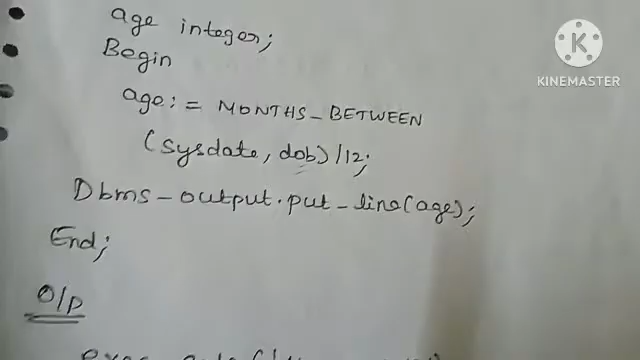 age integer;
Begin
age := MONTHS_BETWEEN
(sysdate, dob)/12;
Dbms_output.put_line(age);
End;
O/P
K
KINEMASTER